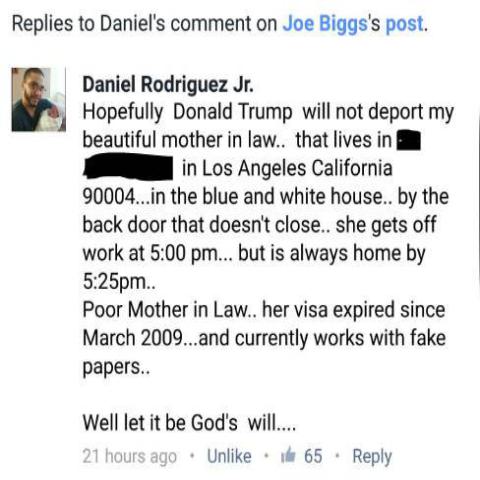 Replies to Daniel's comment on Joe Biggs's post.
Daniel Rodriguez Jr.
Hopefully Donald Trump will not deport my
beautiful mother in law.. that lives in
in Los Angeles California
90004...in the blue and white house.. by the
back door that doesn't close.. she gets off
work at 5:00 pm... but is always home by
5:25pm..
Poor Mother in Law.. her visa expired since
March 2009...and currently works with fake
papers..
Well let it be God's will....
21 hours ago · Unlike · 65 · Reply